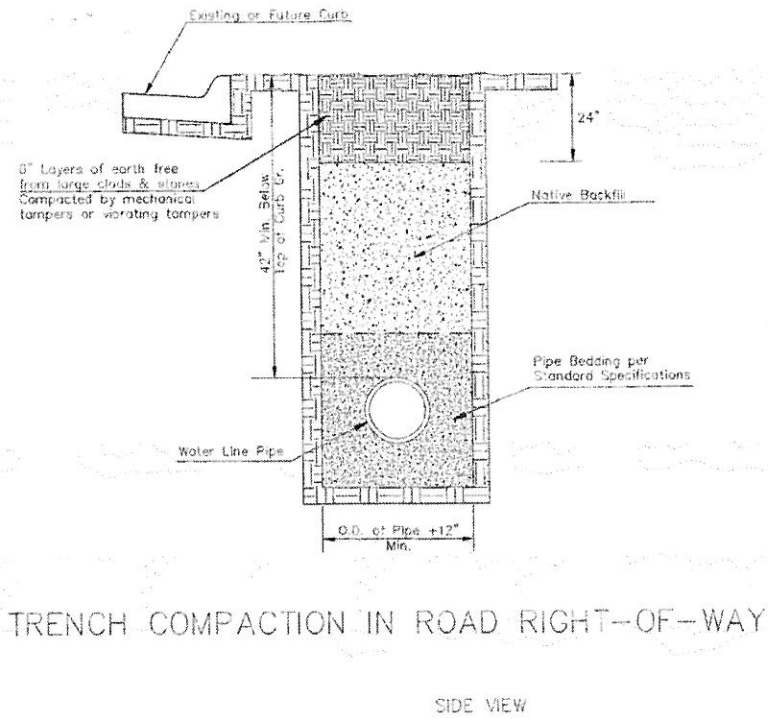 Existing or Future Curb
24"
Layers of earth free
from large clods & stones
Compacted by mechanical
tampers or vibrating tampers
42" Min. Below
Top of Curb Gr.
Native Backfill
Pipe Bedding per
Standard Specifications
Water Line Pipe
O.D. of Pipe +12"
Min.
TRENCH COMPACTION IN ROAD RIGHT-OF-WAY
SIDE VIEW